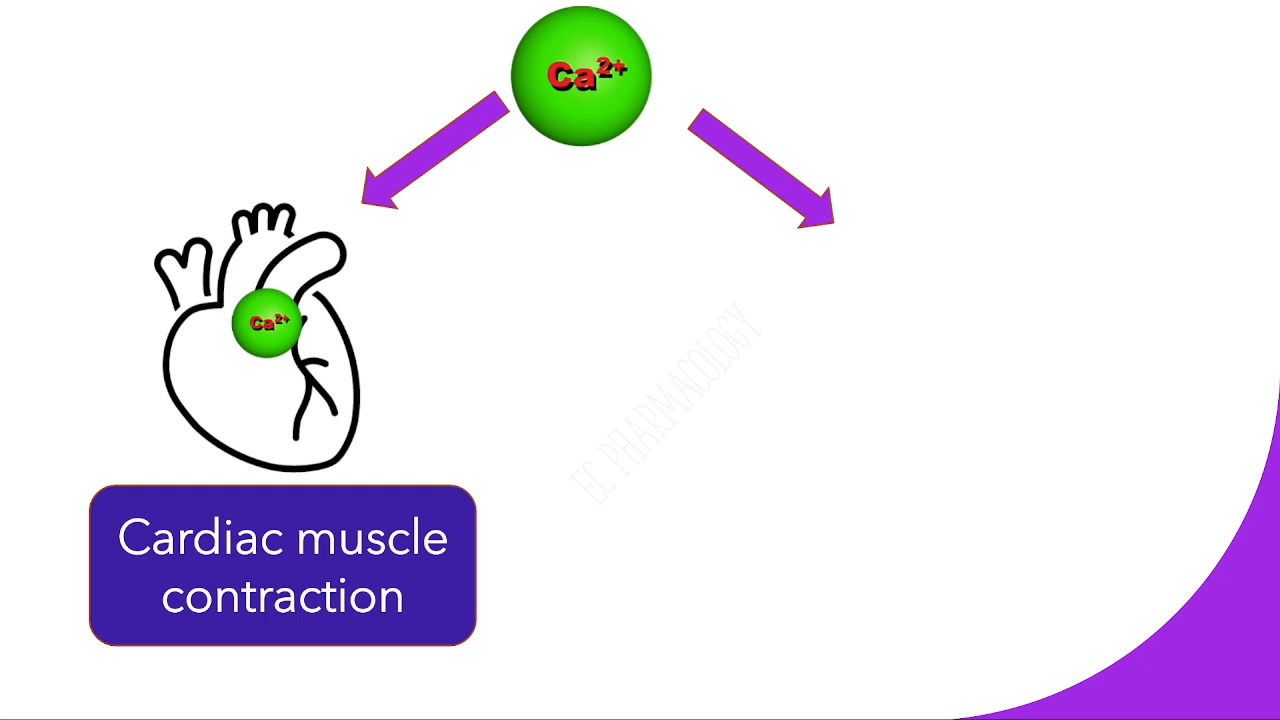 Ca²⁺
Ca²⁺
EC PHARMACOLOGY
Cardiac muscle
contraction